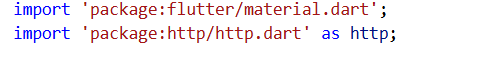 import 'package:flutter/material.dart';
import 'package:http/http.dart' as http;